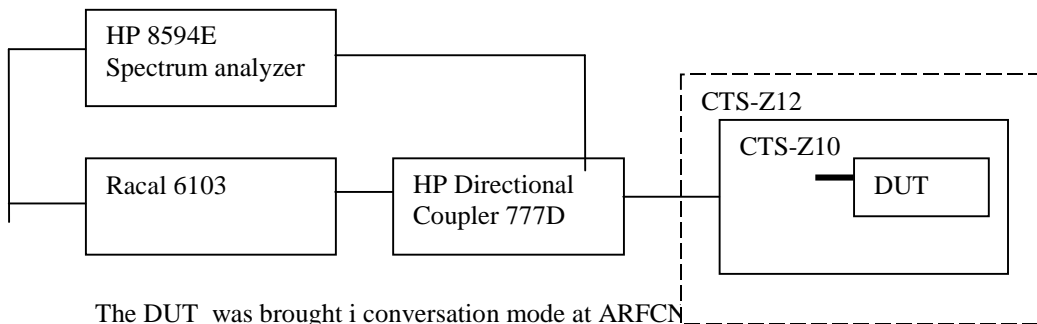 HP 8594E
Spectrum analyzer
CTS-Z12
CTS-Z10
DUT
Racal 6103
HP Directional
Coupler 777D
The DUT was brought i conversation mode at ARFCN